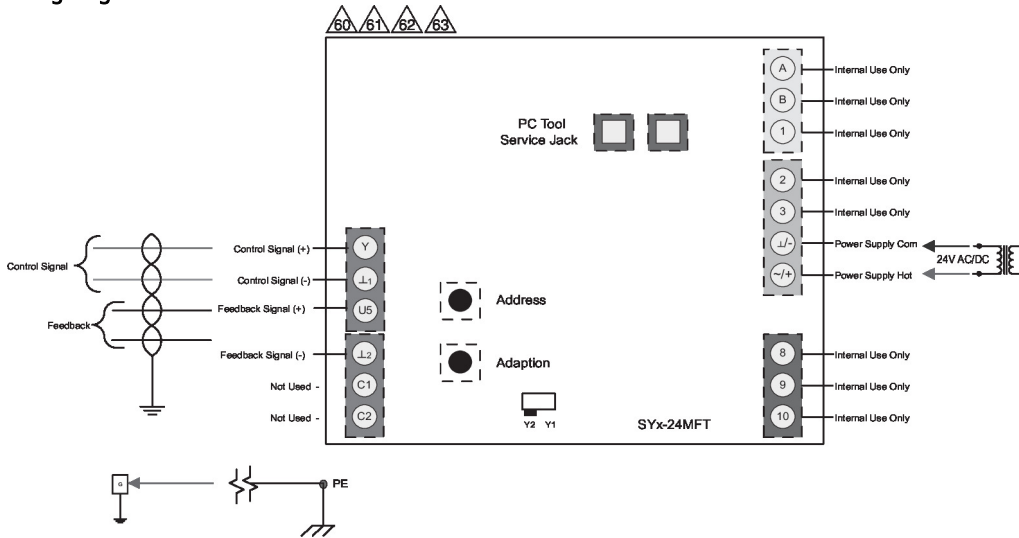 60 61 62 63
A Internal Use Only
B Internal Use Only
1 Internal Use Only
PC Tool
Service Jack
2 Internal Use Only
3 Internal Use Only
⊥/- Power Supply Com
~/+ Power Supply Hot
24V AC/DC
Control Signal
Control Signal (+) Y
Control Signal (-) ⊥1
Feedback
Feedback Signal (+) U5
Feedback Signal (-) ⊥2
Not Used - C1
Not Used - C2
Address
Adaption
Y2 Y1
SYx-24MFT
8 Internal Use Only
9 Internal Use Only
10 Internal Use Only
G
PE